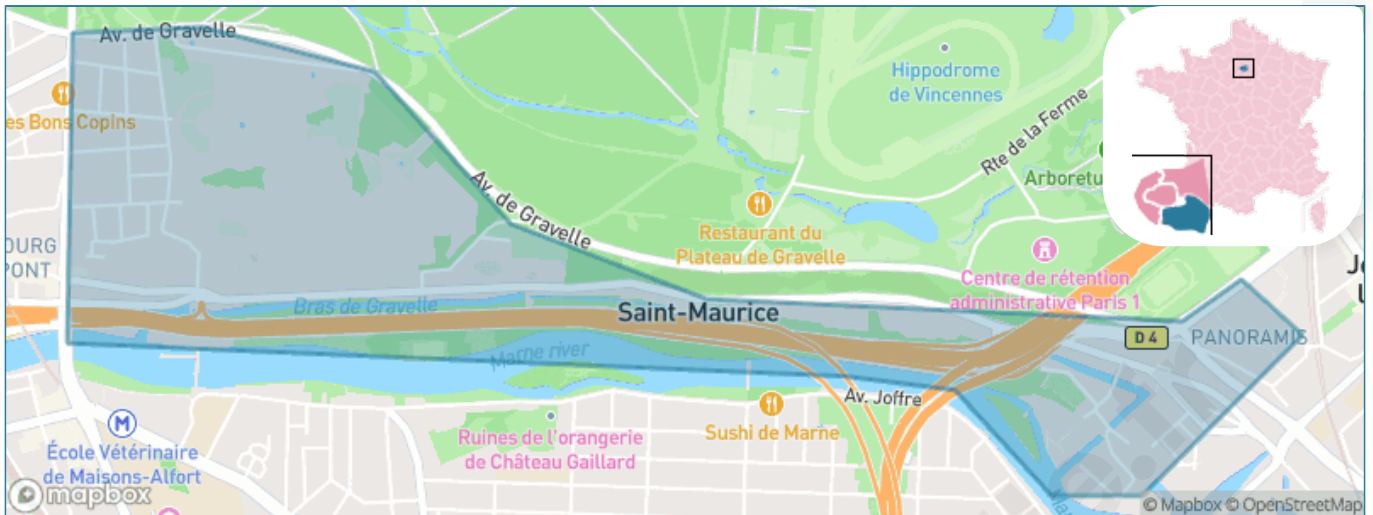 Av. de Gravelle
Hippodrome
de Vincennes
es Bons Copins
Rte de la Ferme
Arboretu
Av. de Gravelle
Restaurant du
Plateau de Gravelle
OURG
PONT
Centre de rétention
administrative Paris 1
Bras de Gravelle
Saint-Maurice
D 4
PANORAMIS
Marne river
Av. Joffre
Sushi de Marne
M
École Vétérinaire
de Maisons-Alfort
Ruines de l'orangerie
de Château Gaillard
mapbox
© Mapbox © OpenStreetMap